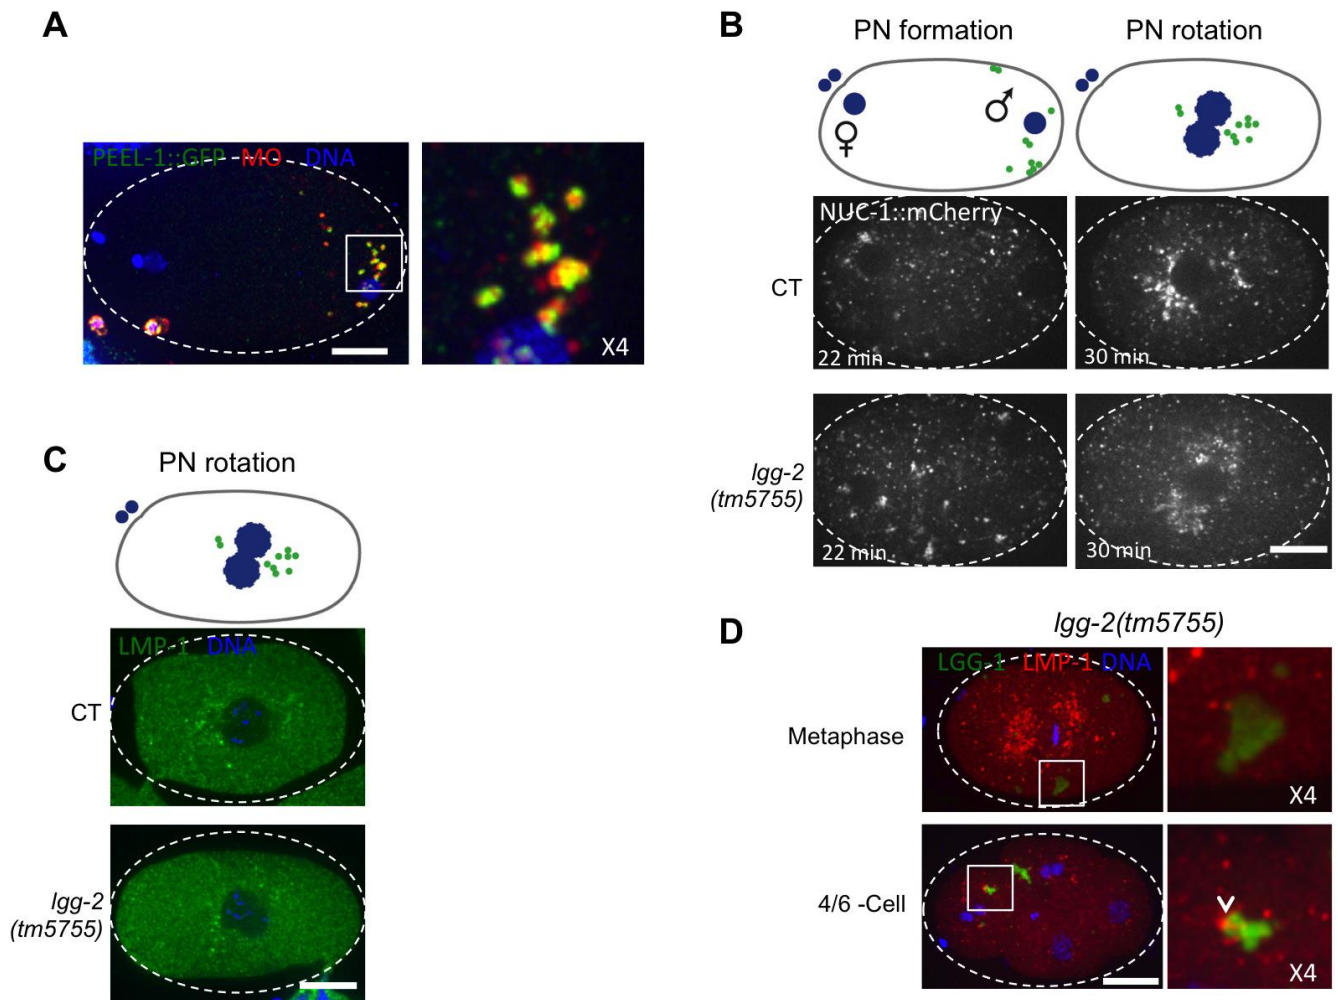 A
PEEL-1::GFP MO DNA
X4
B
PN formation PN rotation
♀ ♂
NUC-1::mCherry
CT
22 min 30 min
lgg-2
(tm5755)
22 min 30 min
C
PN rotation
LMP-1 DNA
CT
lgg-2
(tm5755)
D
lgg-2(tm5755)
LGG-1 LMP-1 DNA
Metaphase
X4
4/6 -Cell
X4